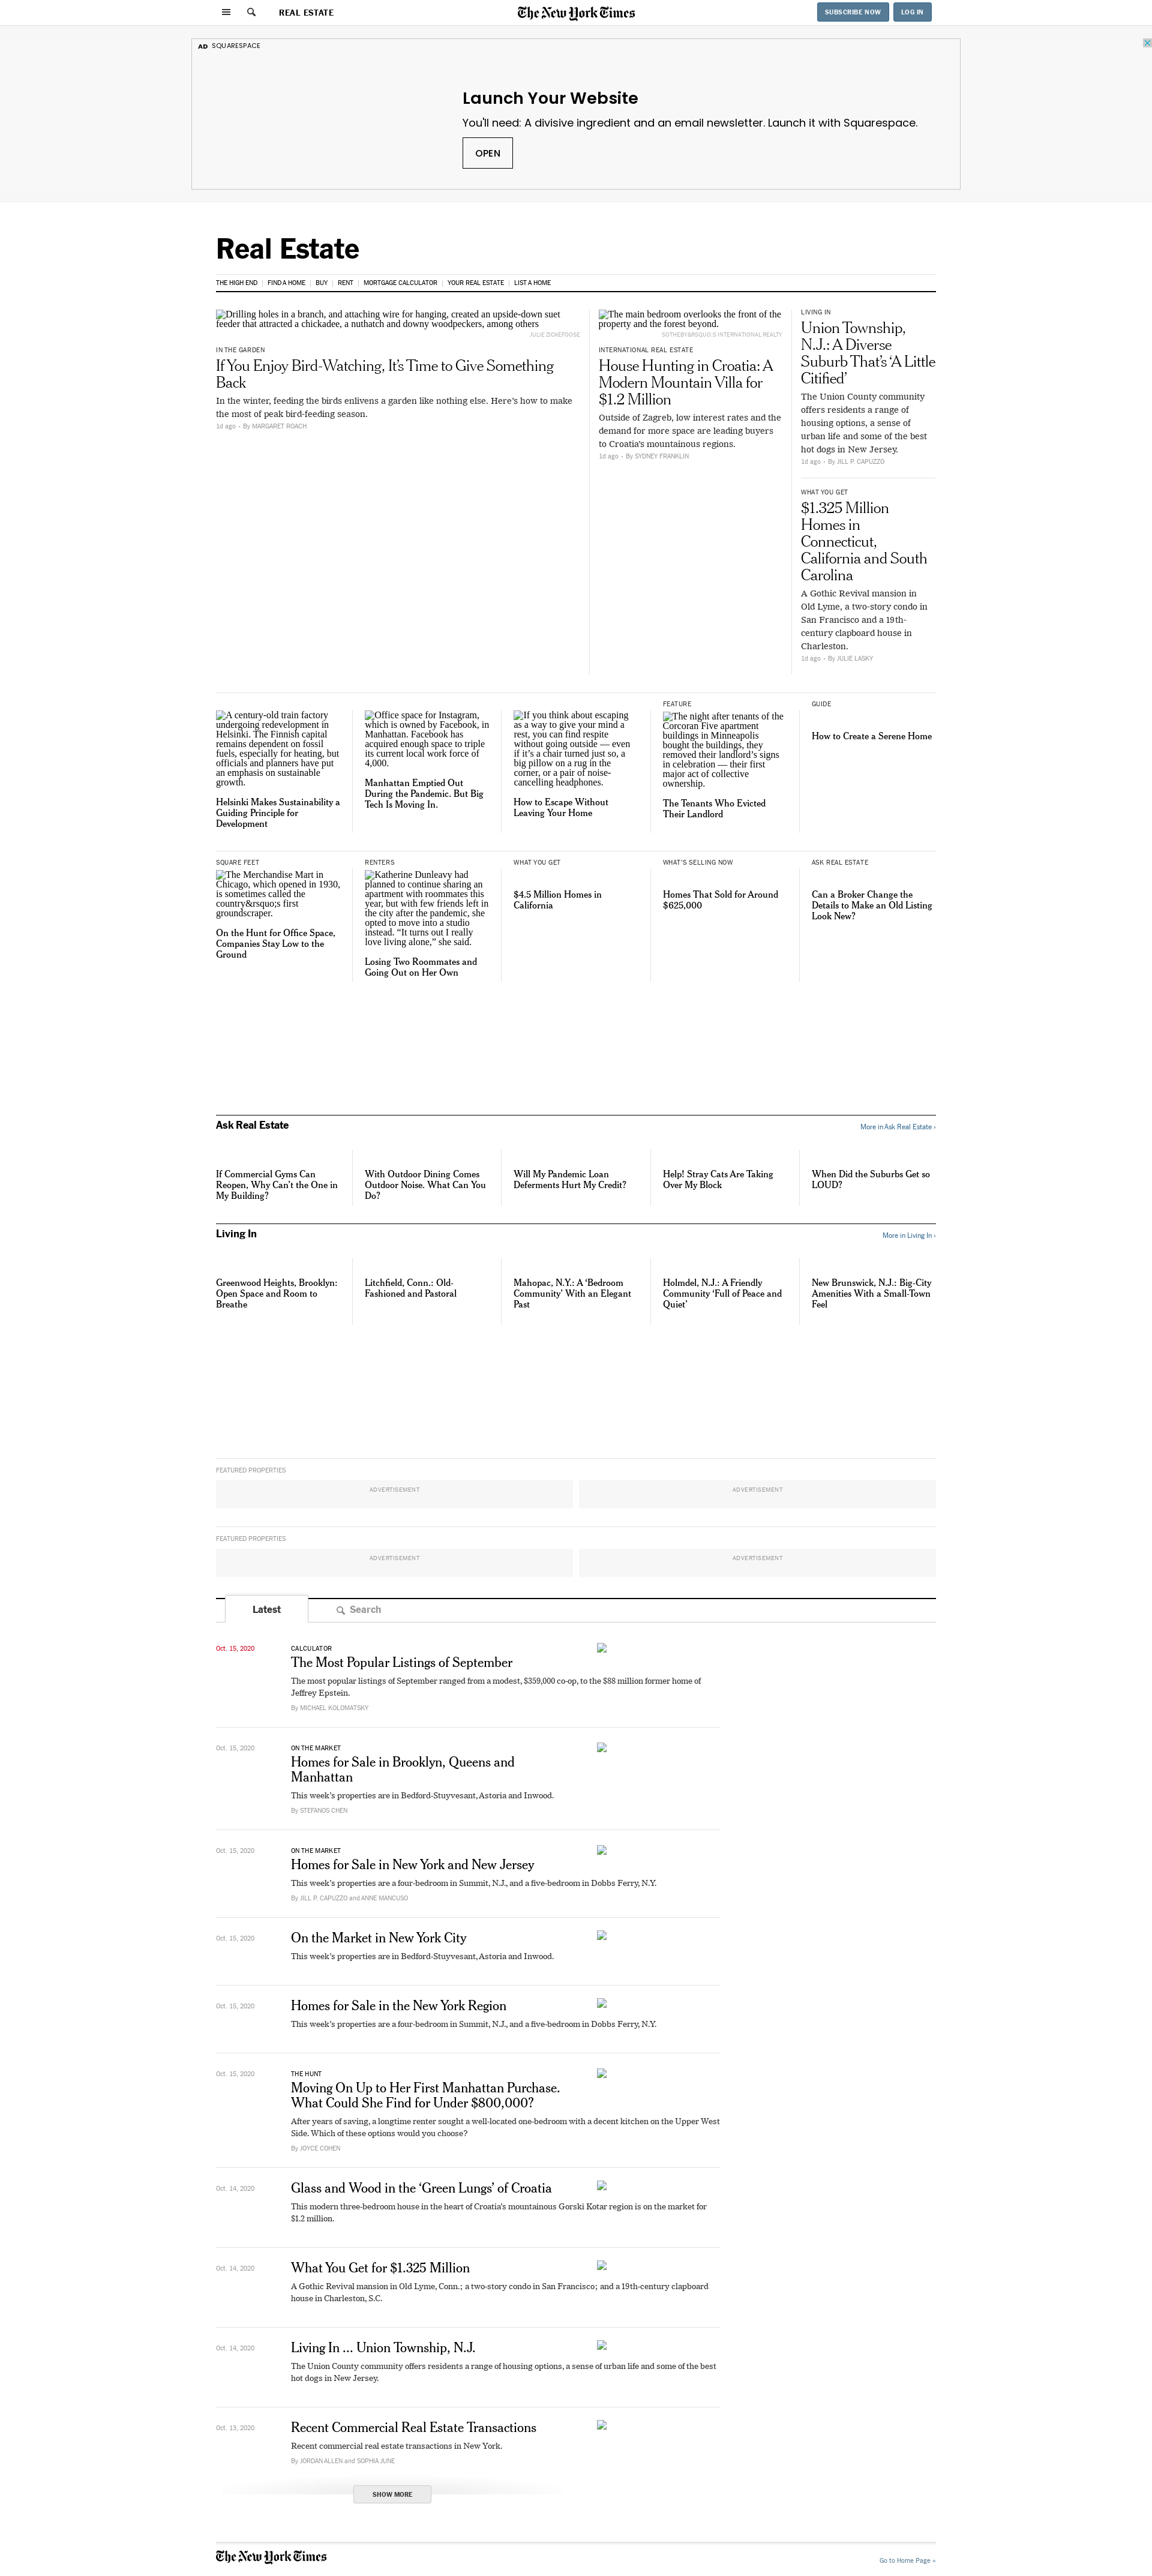 REAL ESTATE
The New York Times
SUBSCRIBE NOW
LOG IN
AD SQUARESPACE
Launch Your Website
You'll need: A divisive ingredient and an email newsletter. Launch it with Squarespace.
OPEN
Real Estate
THE HIGH END
FIND A HOME
BUY
RENT
MORTGAGE CALCULATOR
YOUR REAL ESTATE
LIST A HOME
Drilling holes in a branch, and attaching wire for hanging, created an upside-down suet
feeder that attracted a chickadee, a nuthatch and downy woodpeckers, among others
JULIE ZICKEFOOSE
IN THE GARDEN
If You Enjoy Bird-Watching, It's Time to Give Something
Back
In the winter, feeding the birds enlivens a garden like nothing else. Here's how to make
the most of peak bird-feeding season.
1d ago • By MARGARET ROACH
The main bedroom overlooks the front of the
property and the forest beyond.
SOTHEBY&RSQUO;S INTERNATIONAL REALTY
INTERNATIONAL REAL ESTATE
House Hunting in Croatia: A
Modern Mountain Villa for
$1.2 Million
Outside of Zagreb, low interest rates and the
demand for more space are leading buyers
to Croatia's mountainous regions.
1d ago • By SYDNEY FRANKLIN
LIVING IN
Union Township,
N.J.: A Diverse
Suburb That's 'A Little
Citified'
The Union County community
offers residents a range of
housing options, a sense of
urban life and some of the best
hot dogs in New Jersey.
1d ago • By JILL P. CAPUZZO
WHAT YOU GET
$1.325 Million
Homes in
Connecticut,
California and South
Carolina
A Gothic Revival mansion in
Old Lyme, a two-story condo in
San Francisco and a 19th-
century clapboard house in
Charleston.
1d ago • By JULIE LASKY
A century-old train factory
undergoing redevelopment in
Helsinki. The Finnish capital
remains dependent on fossil
fuels, especially for heating, but
officials and planners have put
an emphasis on sustainable
growth.
Helsinki Makes Sustainability a
Guiding Principle for
Development
Office space for Instagram,
which is owned by Facebook, in
Manhattan. Facebook has
acquired enough space to triple
its current local work force of
4,000.
Manhattan Emptied Out
During the Pandemic. But Big
Tech Is Moving In.
If you think about escaping
as a way to give your mind a
rest, you can find respite
without going outside — even
if it's a chair turned just so, a
big pillow on a rug in the
corner, or a pair of noise-
cancelling headphones.
How to Escape Without
Leaving Your Home
FEATURE
The night after tenants of the
Corcoran Five apartment
buildings in Minneapolis
bought the buildings, they
removed their landlord's signs
in celebration — their first
major act of collective
ownership.
The Tenants Who Evicted
Their Landlord
GUIDE
How to Create a Serene Home
SQUARE FEET
The Merchandise Mart in
Chicago, which opened in 1930,
is sometimes called the
country&rsquo;s first
groundscraper.
On the Hunt for Office Space,
Companies Stay Low to the
Ground
RENTERS
Katherine Dunleavy had
planned to continue sharing an
apartment with roommates this
year, but with few friends left in
the city after the pandemic, she
opted to move into a studio
instead. "It turns out I really
love living alone," she said.
Losing Two Roommates and
Going Out on Her Own
WHAT YOU GET
$4.5 Million Homes in
California
WHAT'S SELLING NOW
Homes That Sold for Around
$625,000
ASK REAL ESTATE
Can a Broker Change the
Details to Make an Old Listing
Look New?
Ask Real Estate
More in Ask Real Estate ›
If Commercial Gyms Can
Reopen, Why Can't the One in
My Building?
With Outdoor Dining Comes
Outdoor Noise. What Can You
Do?
Will My Pandemic Loan
Deferments Hurt My Credit?
Help! Stray Cats Are Taking
Over My Block
When Did the Suburbs Get so
LOUD?
Living In
More in Living In ›
Greenwood Heights, Brooklyn:
Open Space and Room to
Breathe
Litchfield, Conn.: Old-
Fashioned and Pastoral
Mahopac, N.Y.: A 'Bedroom
Community' With an Elegant
Past
Holmdel, N.J.: A Friendly
Community 'Full of Peace and
Quiet'
New Brunswick, N.J.: Big-City
Amenities With a Small-Town
Feel
FEATURED PROPERTIES
ADVERTISEMENT
ADVERTISEMENT
FEATURED PROPERTIES
ADVERTISEMENT
ADVERTISEMENT
Latest
Search
Oct. 15, 2020
CALCULATOR
The Most Popular Listings of September
The most popular listings of September ranged from a modest, $359,000 co-op, to the $88 million former home of
Jeffrey Epstein.
By MICHAEL KOLOMATSKY
Oct. 15, 2020
ON THE MARKET
Homes for Sale in Brooklyn, Queens and
Manhattan
This week's properties are in Bedford-Stuyvesant, Astoria and Inwood.
By STEFANOS CHEN
Oct. 15, 2020
ON THE MARKET
Homes for Sale in New York and New Jersey
This week's properties are a four-bedroom in Summit, N.J., and a five-bedroom in Dobbs Ferry, N.Y.
By JILL P. CAPUZZO and ANNE MANCUSO
Oct. 15, 2020
On the Market in New York City
This week's properties are in Bedford-Stuyvesant, Astoria and Inwood.
Oct. 15, 2020
Homes for Sale in the New York Region
This week's properties are a four-bedroom in Summit, N.J., and a five-bedroom in Dobbs Ferry, N.Y.
Oct. 15, 2020
THE HUNT
Moving On Up to Her First Manhattan Purchase.
What Could She Find for Under $800,000?
After years of saving, a longtime renter sought a well-located one-bedroom with a decent kitchen on the Upper West
Side. Which of these options would you choose?
By JOYCE COHEN
Oct. 14, 2020
Glass and Wood in the 'Green Lungs' of Croatia
This modern three-bedroom house in the heart of Croatia's mountainous Gorski Kotar region is on the market for
$1.2 million.
Oct. 14, 2020
What You Get for $1.325 Million
A Gothic Revival mansion in Old Lyme, Conn.; a two-story condo in San Francisco; and a 19th-century clapboard
house in Charleston, S.C.
Oct. 14, 2020
Living In ... Union Township, N.J.
The Union County community offers residents a range of housing options, a sense of urban life and some of the best
hot dogs in New Jersey.
Oct. 13, 2020
Recent Commercial Real Estate Transactions
Recent commercial real estate transactions in New York.
By JORDAN ALLEN and SOPHIA JUNE
SHOW MORE
The New York Times
Go to Home Page »